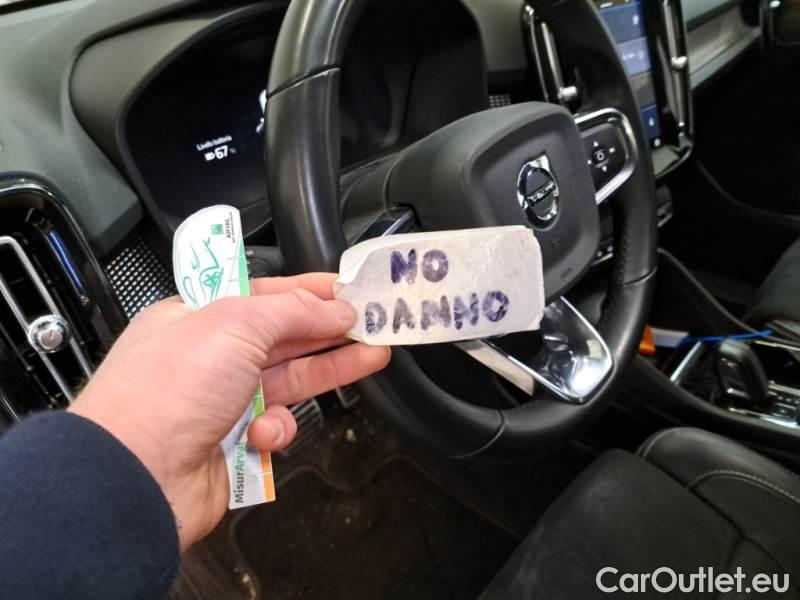 Livello batteria
67 %
ARVAL
NO
DANNO
MisurArval
CarOutlet.eu